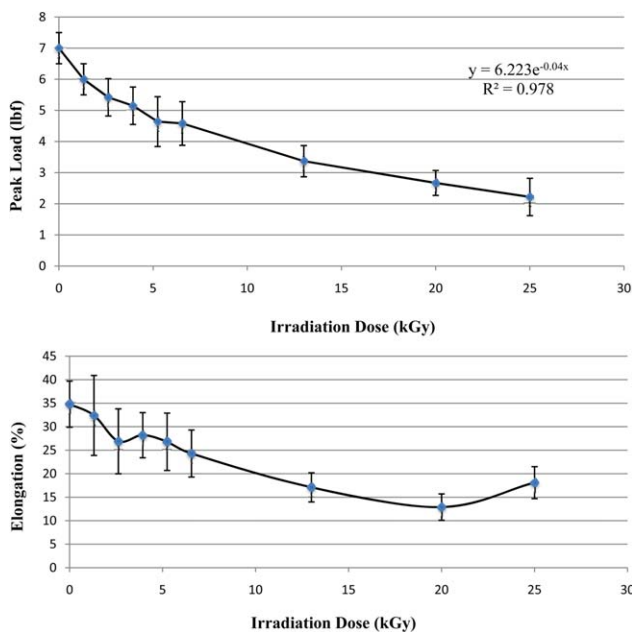 8
7
6
5
4
3
2
1
0
Peak Load (lbf)
y = 6.223e^-0.04x
R² = 0.978
0 5 10 15 20 25 30
Irradiation Dose (kGy)
45
40
35
30
25
20
15
10
5
0
Elongation (%)
0 5 10 15 20 25 30
Irradiation Dose (kGy)